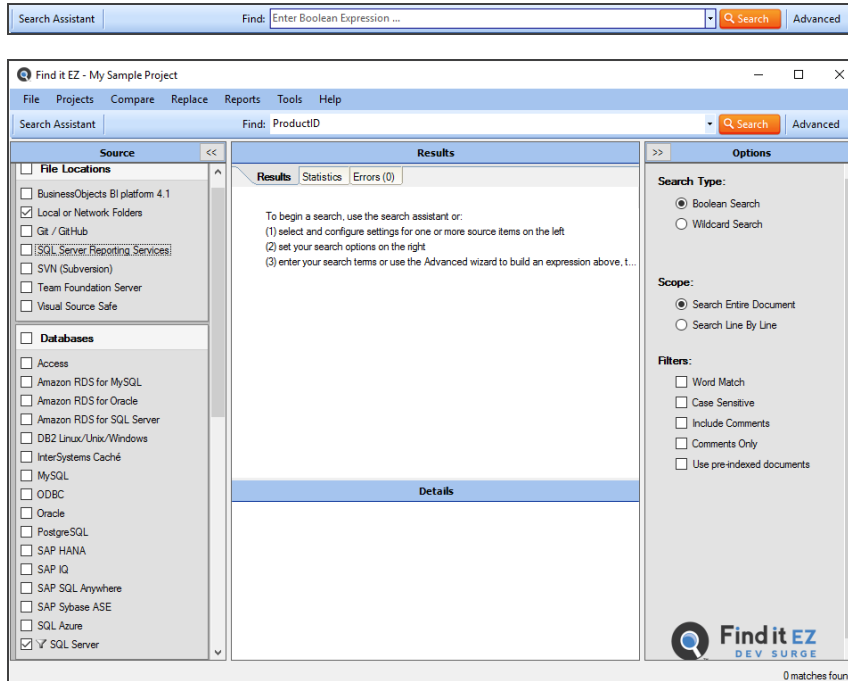 Search Assistant Find: Enter Boolean Expression ... Search Advanced
Find it EZ - My Sample Project
File Projects Compare Replace Reports Tools Help
Search Assistant Find: ProductID Search Advanced
Source <<
File Locations
BusinessObjects BI platform 4.1
Local or Network Folders
Git / GitHub
SQL Server Reporting Services
SVN (Subversion)
Team Foundation Server
Visual Source Safe
Databases
Access
Amazon RDS for MySQL
Amazon RDS for Oracle
Amazon RDS for SQL Server
DB2 Linux/Unix/Windows
InterSystems Caché
MySQL
ODBC
Oracle
PostgreSQL
SAP HANA
SAP IQ
SAP SQL Anywhere
SAP Sybase ASE
SQL Azure
SQL Server
Results
Results Statistics Errors (0)
To begin a search, use the search assistant or:
(1) select and configure settings for one or more source items on the left
(2) set your search options on the right
(3) enter your search terms or use the Advanced wizard to build an expression above, t...
Details
>> Options
Search Type:
Boolean Search
Wildcard Search
Scope:
Search Entire Document
Search Line By Line
Filters:
Word Match
Case Sensitive
Include Comments
Comments Only
Use pre-indexed documents
Find it EZ
DEV SURGE
0 matches foun